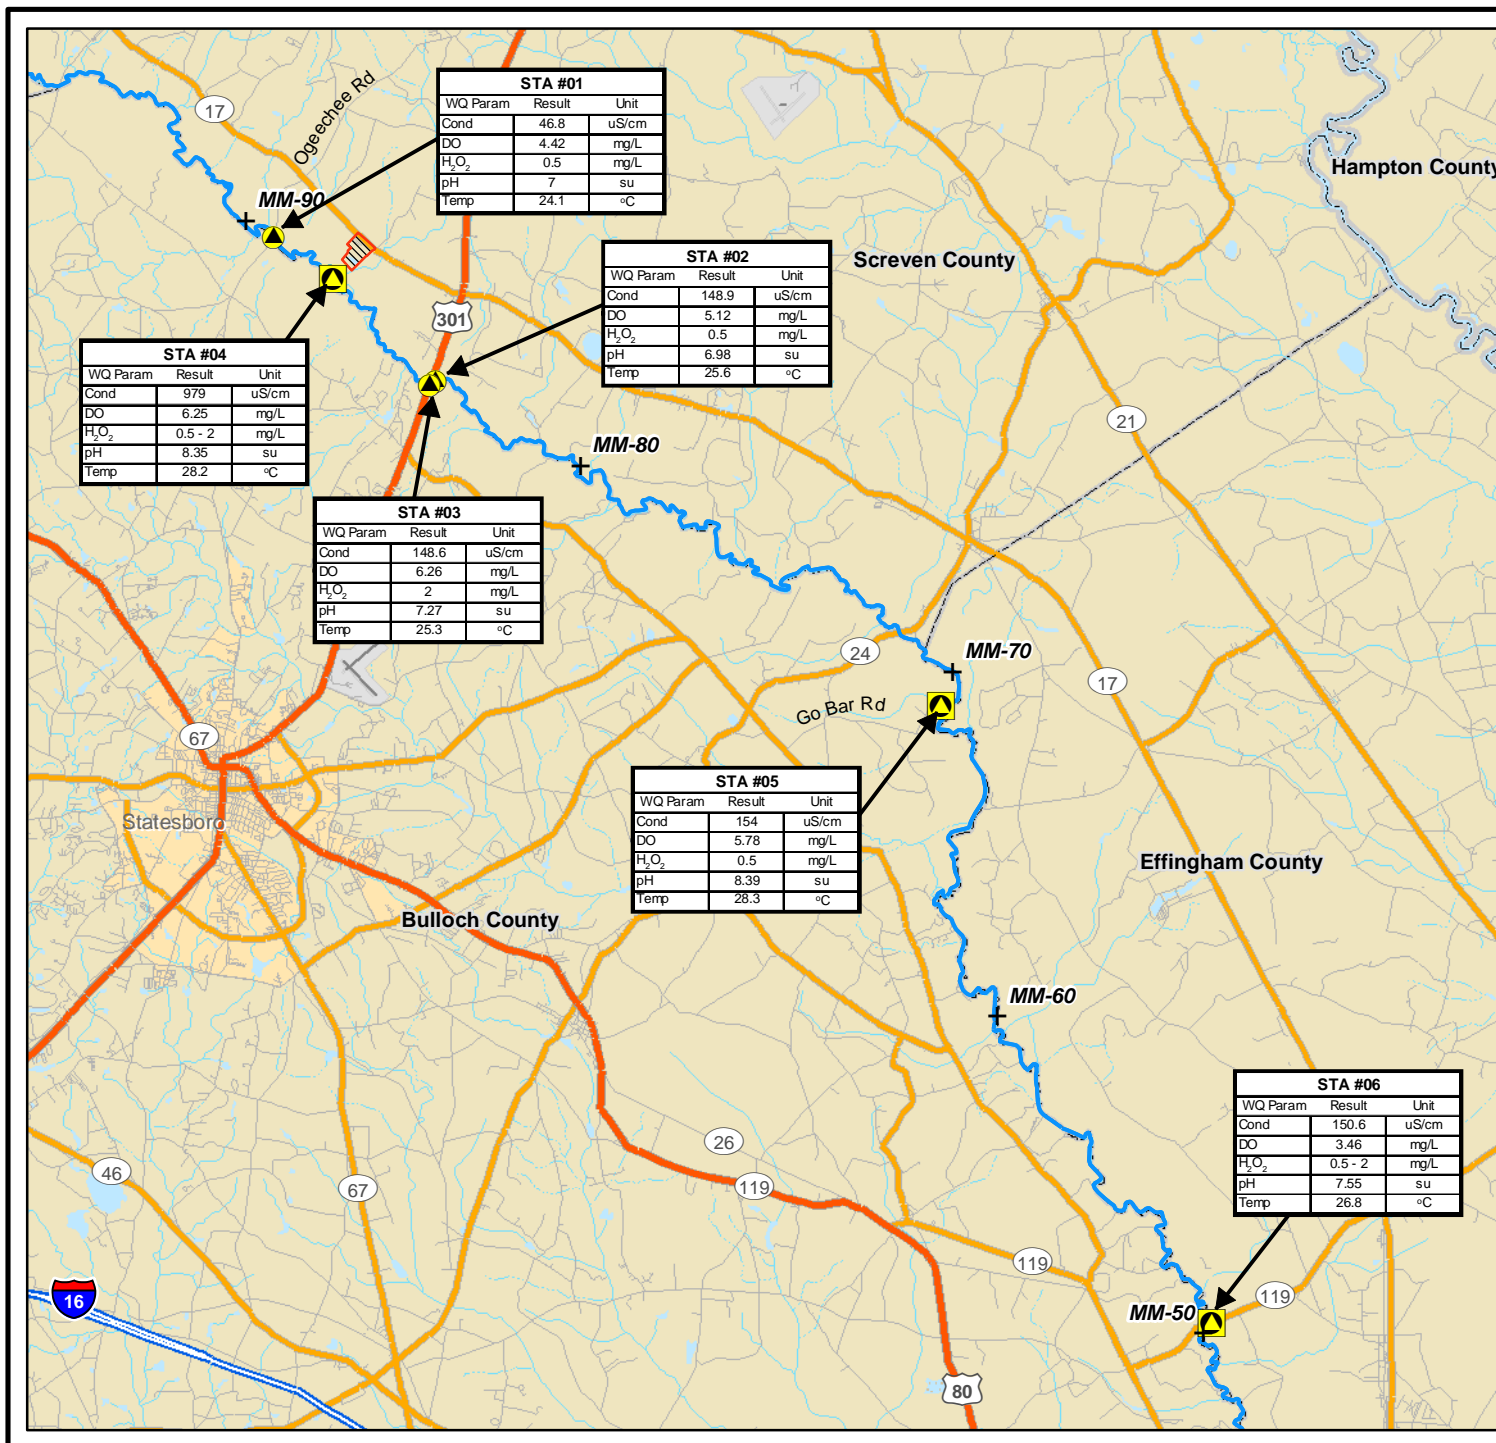 17
Ogeechee Rd
STA #01
WQ Param Result Unit
Cond 46.8 uS/cm
DO 4.42 mg/L
H2O2 0.5 mg/L
pH 7 su
Temp 24.1 °C
MM-90
Hampton County
STA #02
WQ Param Result Unit
Cond 148.9 uS/cm
DO 5.12 mg/L
H2O2 0.5 mg/L
pH 6.98 su
Temp 25.6 °C
Screven County
301
STA #04
WQ Param Result Unit
Cond 979 uS/cm
DO 6.25 mg/L
H2O2 0.5 - 2 mg/L
pH 8.35 su
Temp 28.2 °C
21
MM-80
STA #03
WQ Param Result Unit
Cond 148.6 uS/cm
DO 6.26 mg/L
H2O2 2 mg/L
pH 7.27 su
Temp 25.3 °C
24
MM-70
17
Go Bar Rd
67
STA #05
WQ Param Result Unit
Cond 154 uS/cm
DO 5.78 mg/L
H2O2 0.5 mg/L
pH 8.39 su
Temp 28.3 °C
Statesboro
Effingham County
Bulloch County
MM-60
STA #06
WQ Param Result Unit
Cond 150.6 uS/cm
DO 3.46 mg/L
H2O2 0.5 - 2 mg/L
pH 7.55 su
Temp 26.8 °C
26
46
67
119
119
16
119
MM-50
80